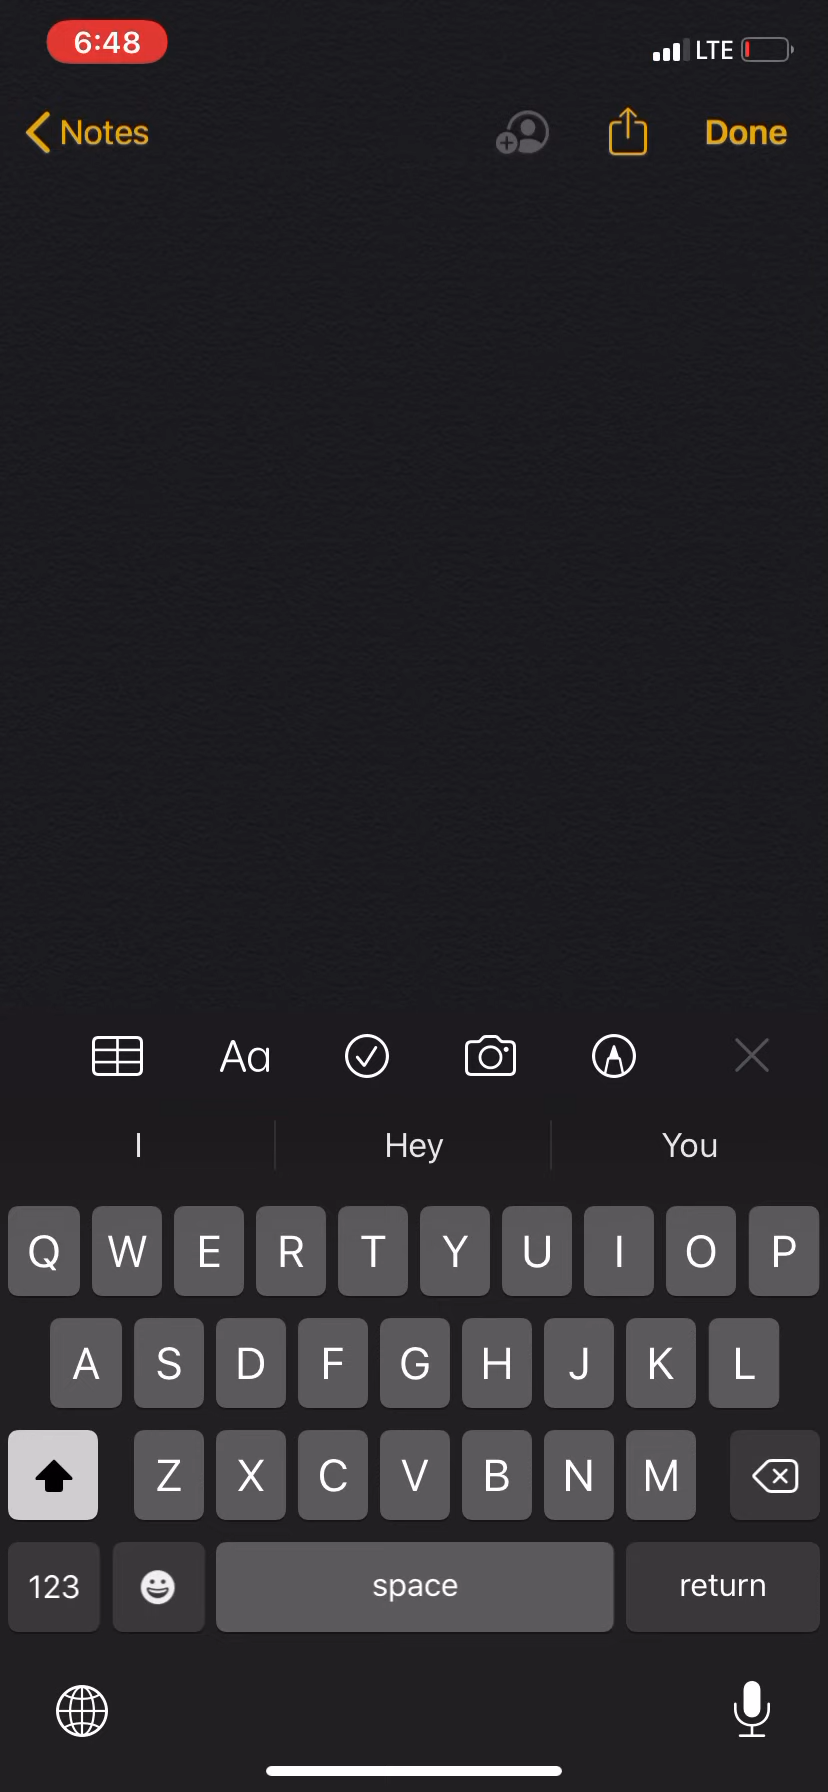 6:48 LTE
Notes Done
Aa
I Hey You
Q W E R T Y U I O P
A S D F G H J K L
Z X C V B N M
123 space return